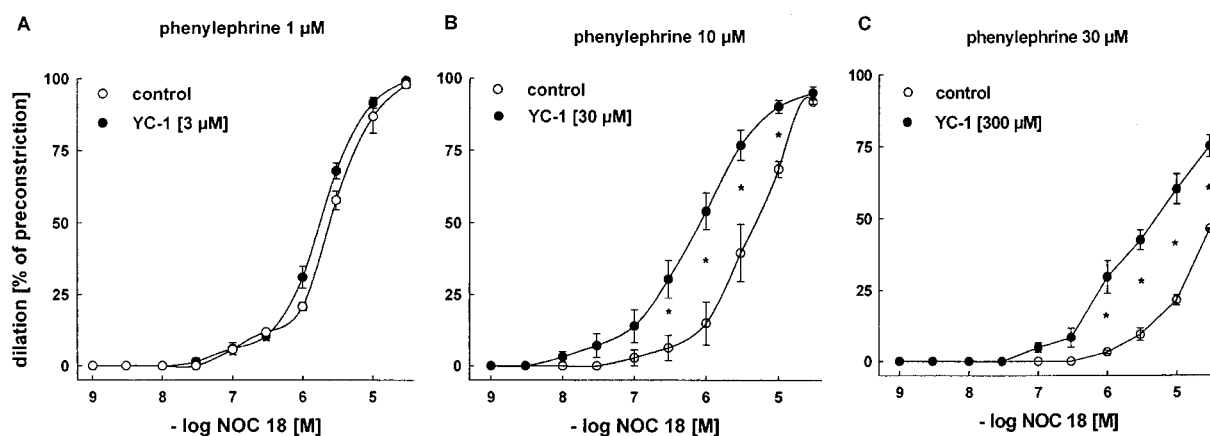 A
phenylephrine 1 µM
100
75
50
25
0
control
YC-1 [3 µM]
9 8 7 6 5
- log NOC 18 [M]
dilation [% of preconstriction]
B
phenylephrine 10 µM
100
75
50
25
0
control
YC-1 [30 µM]
*
*
*
*
9 8 7 6 5
- log NOC 18 [M]
C
phenylephrine 30 µM
100
75
50
25
0
control
YC-1 [300 µM]
*
*
*
*
9 8 7 6 5
- log NOC 18 [M]